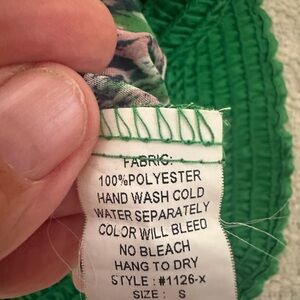 FABRIC:
100%POLYESTER
HAND WASH COLD
WATER SEPARATELY
COLOR WILL BLEED
NO BLEACH
HANG TO DRY
STYLE : #1126-x
SIZE : S